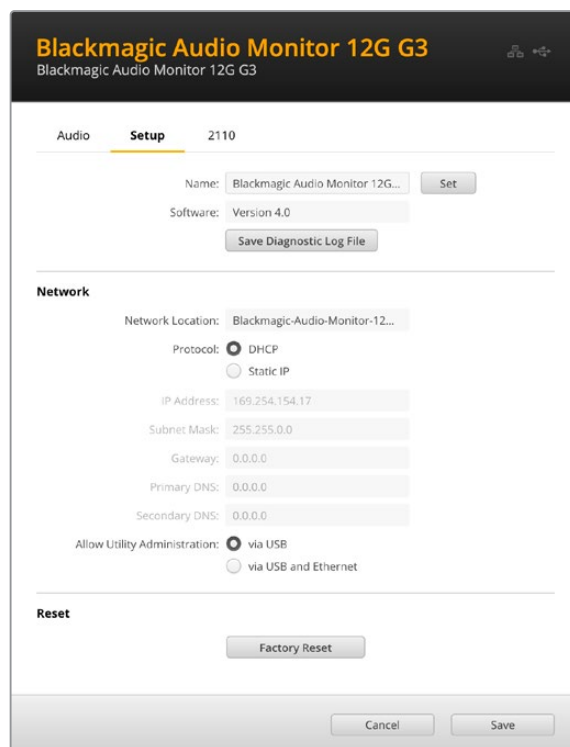 Blackmagic Audio Monitor 12G G3
Blackmagic Audio Monitor 12G G3
Audio Setup 2110
Name: Blackmagic Audio Monitor 12G... Set
Software: Version 4.0
Save Diagnostic Log File
Network
Network Location: Blackmagic-Audio-Monitor-12...
Protocol: DHCP
Static IP
IP Address: 169.254.154.17
Subnet Mask: 255.255.0.0
Gateway: 0.0.0.0
Primary DNS: 0.0.0.0
Secondary DNS: 0.0.0.0
Allow Utility Administration: via USB
via USB and Ethernet
Reset
Factory Reset
Cancel Save